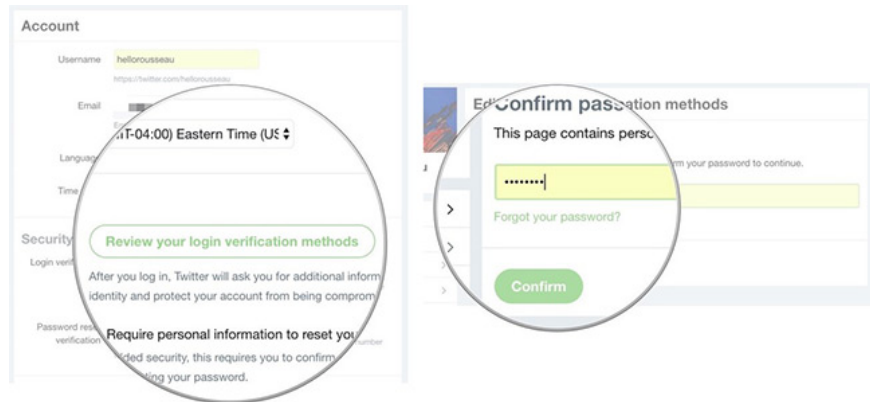 Account
Username hellorousseau
https://twitter.com/hellorousseau
Email
T-04:00) Eastern Time (US
Language
Time
Review your login verification methods
Security
Login verif
After you log in, Twitter will ask you for additional inform
identity and protect your account from being comprom
Password rese
verification
Require personal information to reset you
number
ded security, this requires you to confirm
ting your password.
Edi Confirm pass ation methods
This page contains perso
rm your password to continue.
Forgot your password?
Confirm